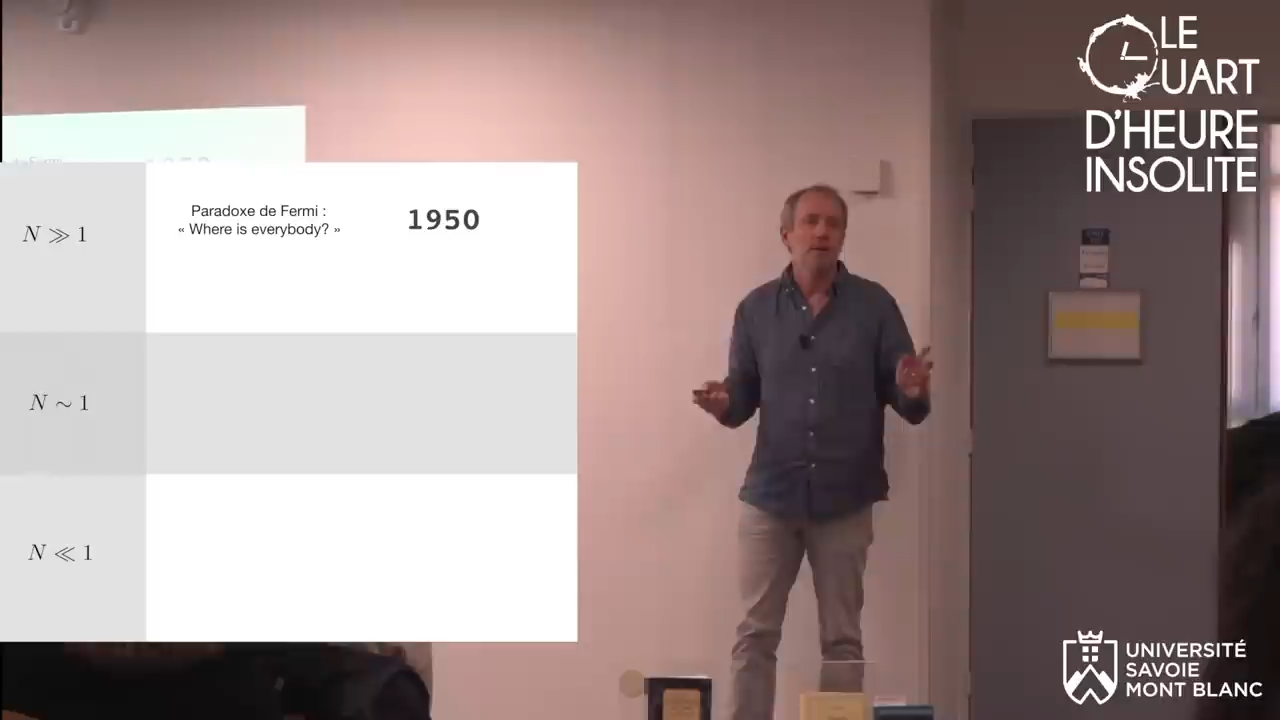 LE
QUART
D'HEURE
INSOLITE
N ≫ 1
Paradoxe de Fermi :
« Where is everybody? »
1950
N ∼ 1
N ≪ 1
UNIVERSITÉ
SAVOIE
MONT BLANC